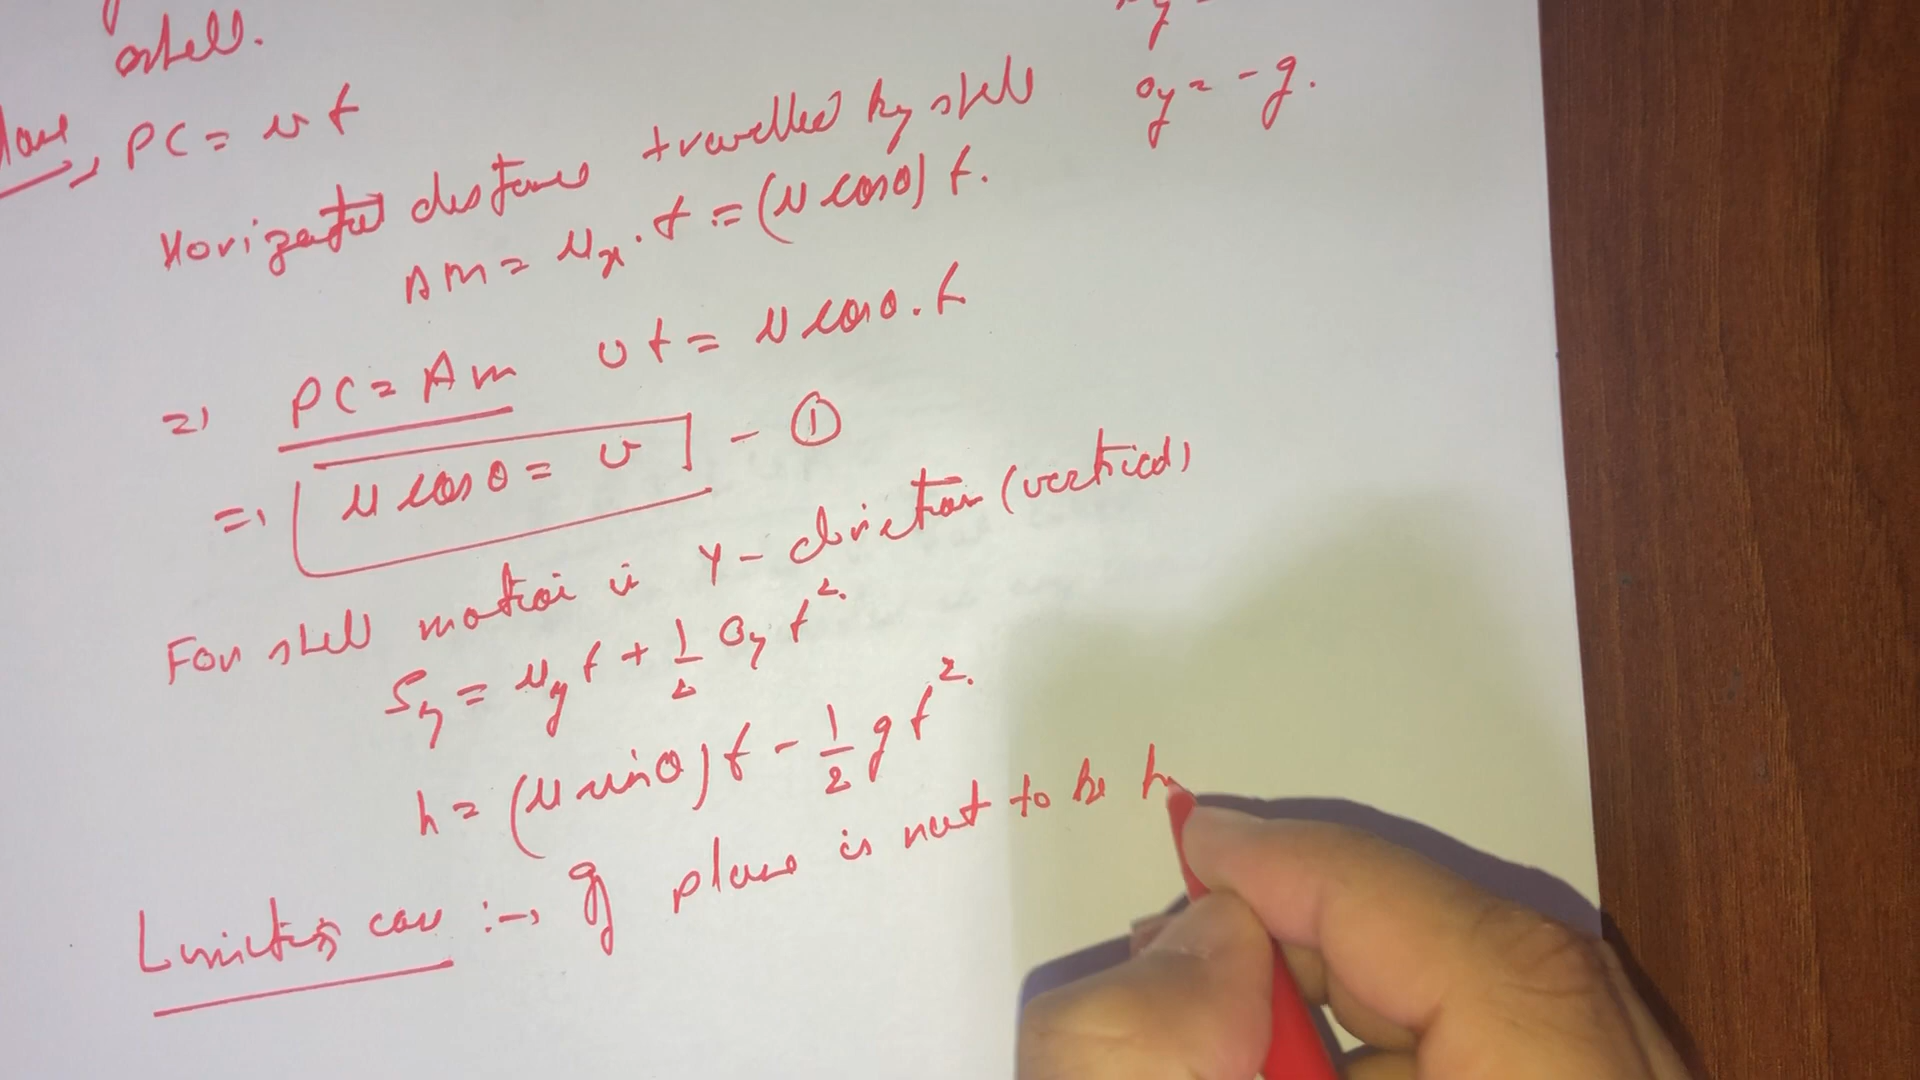 shell.
PC = vt
Horizontal distance travelled by shell
ay = -g.
AM = ux . t = (u cosθ) t.
=> PC = AM vt = u cosθ . t
=> u cosθ = v - ①
For shell motion in Y-direction (vertical)
Sy = uy t + 1/2 ay t².
h = (u sinθ) t - 1/2 g t².
Limiting case :→ If plane is not to be h